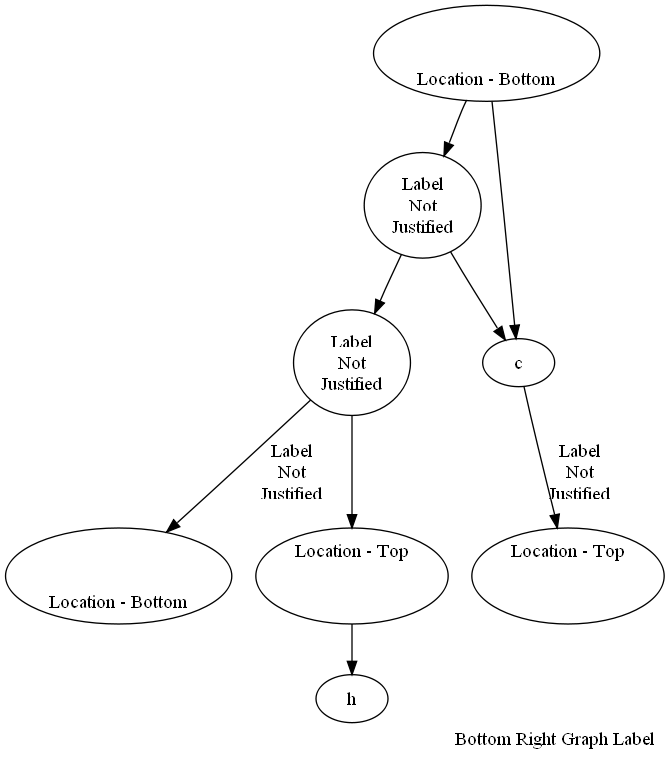 Location - Bottom
Label
Not
Justified
Label
Not
Justified
c
Label
Not
Justified
Label
Not
Justified
Location - Bottom
Location - Top
Location - Top
h
Bottom Right Graph Label